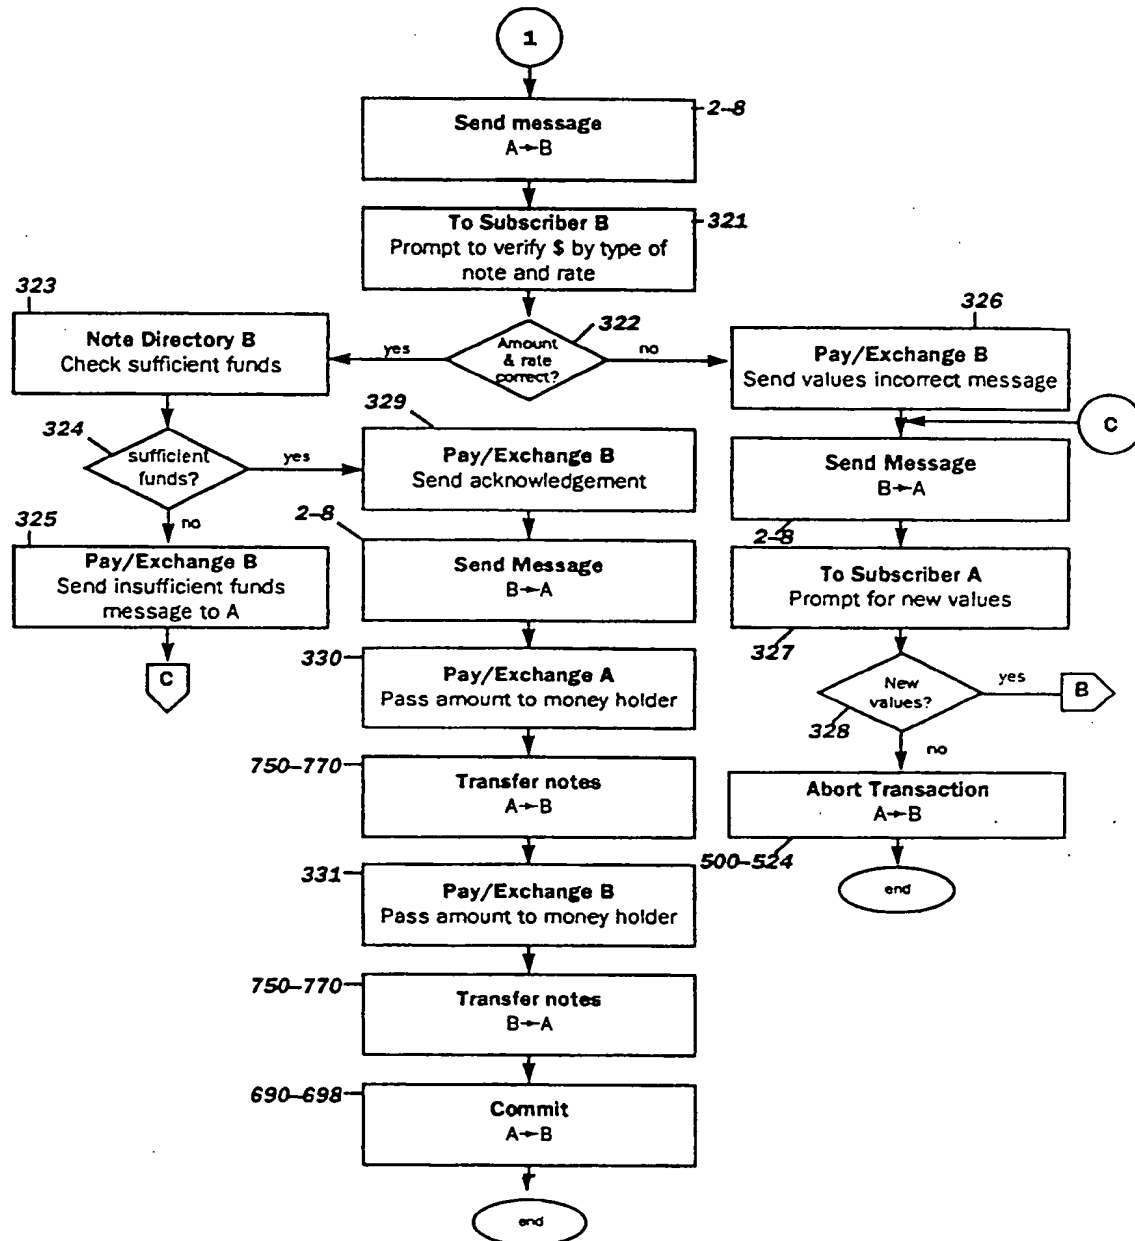 1
Send message
A→B
2-8
To Subscriber B
Prompt to verify $ by type of
note and rate
321
323
Note Directory B
Check sufficient funds
yes
Amount
& rate
correct?
322
no
326
Pay/Exchange B
Send values incorrect message
C
324
sufficient
funds?
yes
329
Pay/Exchange B
Send acknowledgement
Send Message
B→A
2-8
no
325
Pay/Exchange B
Send insufficient funds
message to A
C
2-8
Send Message
B→A
To Subscriber A
Prompt for new values
327
330
Pay/Exchange A
Pass amount to money holder
New
values?
328
yes
B
no
750-770
Transfer notes
A→B
Abort Transaction
A→B
500-524
end
331
Pay/Exchange B
Pass amount to money holder
750-770
Transfer notes
B→A
690-698
Commit
A→B
end